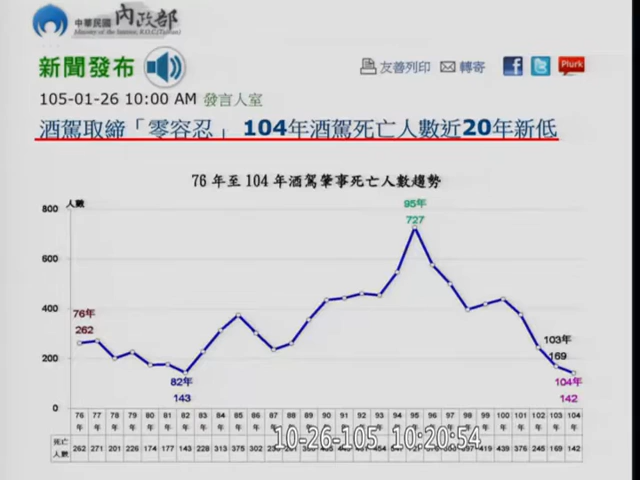 中華民國內政部
Ministry of the Interior, R.O.C.(Taiwan)
新聞發布
友善列印 轉寄 Plurk
105-01-26 10:00 AM 發言人室
酒駕取締「零容忍」 104年酒駕死亡人數近20年新低
76 年至 104 年酒駕肇事死亡人數趨勢
人數
800
600
400
200
0
76年
262
82年
143
95年
727
103年
169
104年
142
76年 77年 78年 79年 80年 81年 82年 83年 84年 85年 86年 87年 88年 89年 90年 91年 92年 93年 94年 95年 96年 97年 98年 99年 100年 101年 102年 103年 104年
死亡人數 262 271 201 226 174 177 143 228 313 375 302 439 376 245 169 142
10-26-105 10:20:54